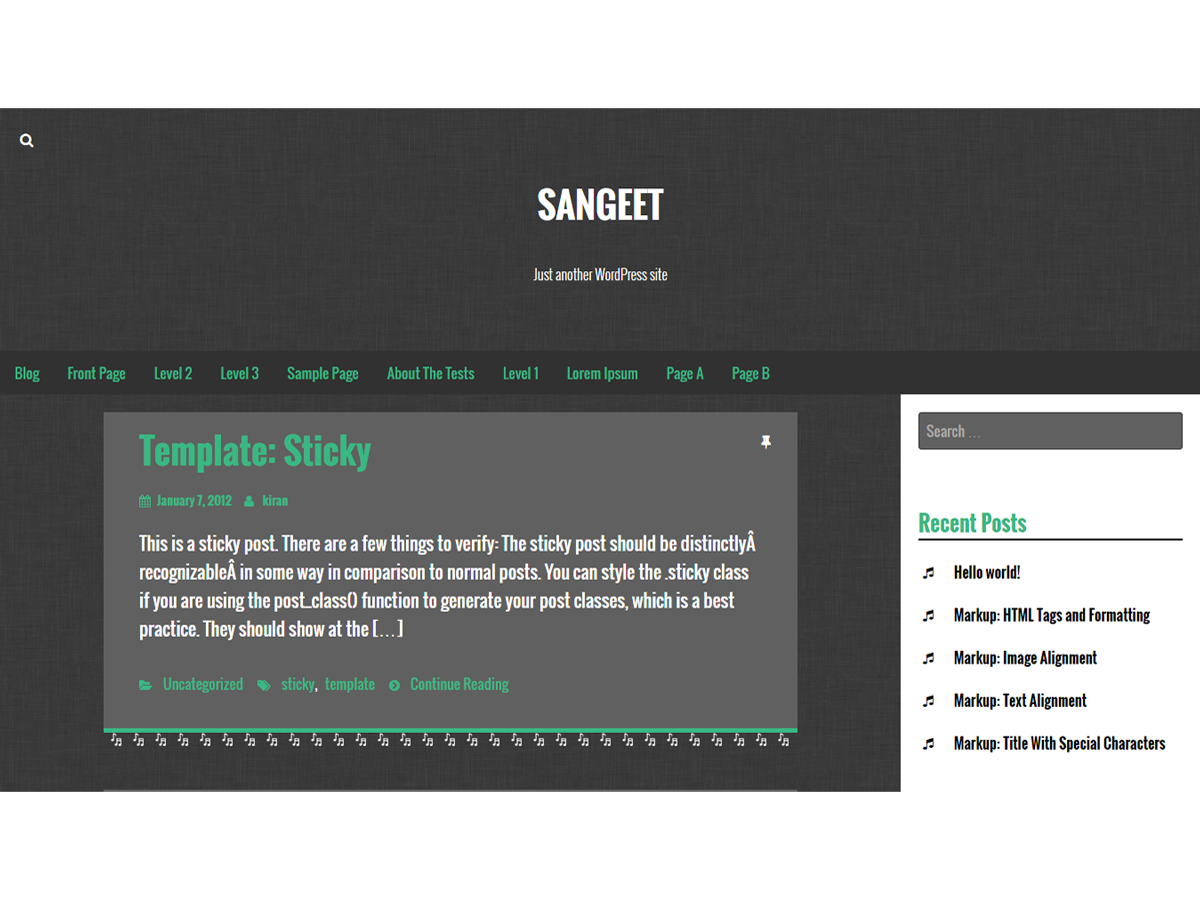 SANGEET
Just another WordPress site
Blog Front Page Level 2 Level 3 Sample Page About The Tests Level 1 Lorem Ipsum Page A Page B
Template: Sticky
January 7, 2012 kiran
This is a sticky post. There are a few things to verify: The sticky post should be distinctlyÂ
recognizableÂ in some way in comparison to normal posts. You can style the .sticky class
if you are using the post_class() function to generate your post classes, which is a best
practice. They should show at the […]
Uncategorized sticky, template Continue Reading
Search …
Recent Posts
Hello world!
Markup: HTML Tags and Formatting
Markup: Image Alignment
Markup: Text Alignment
Markup: Title With Special Characters